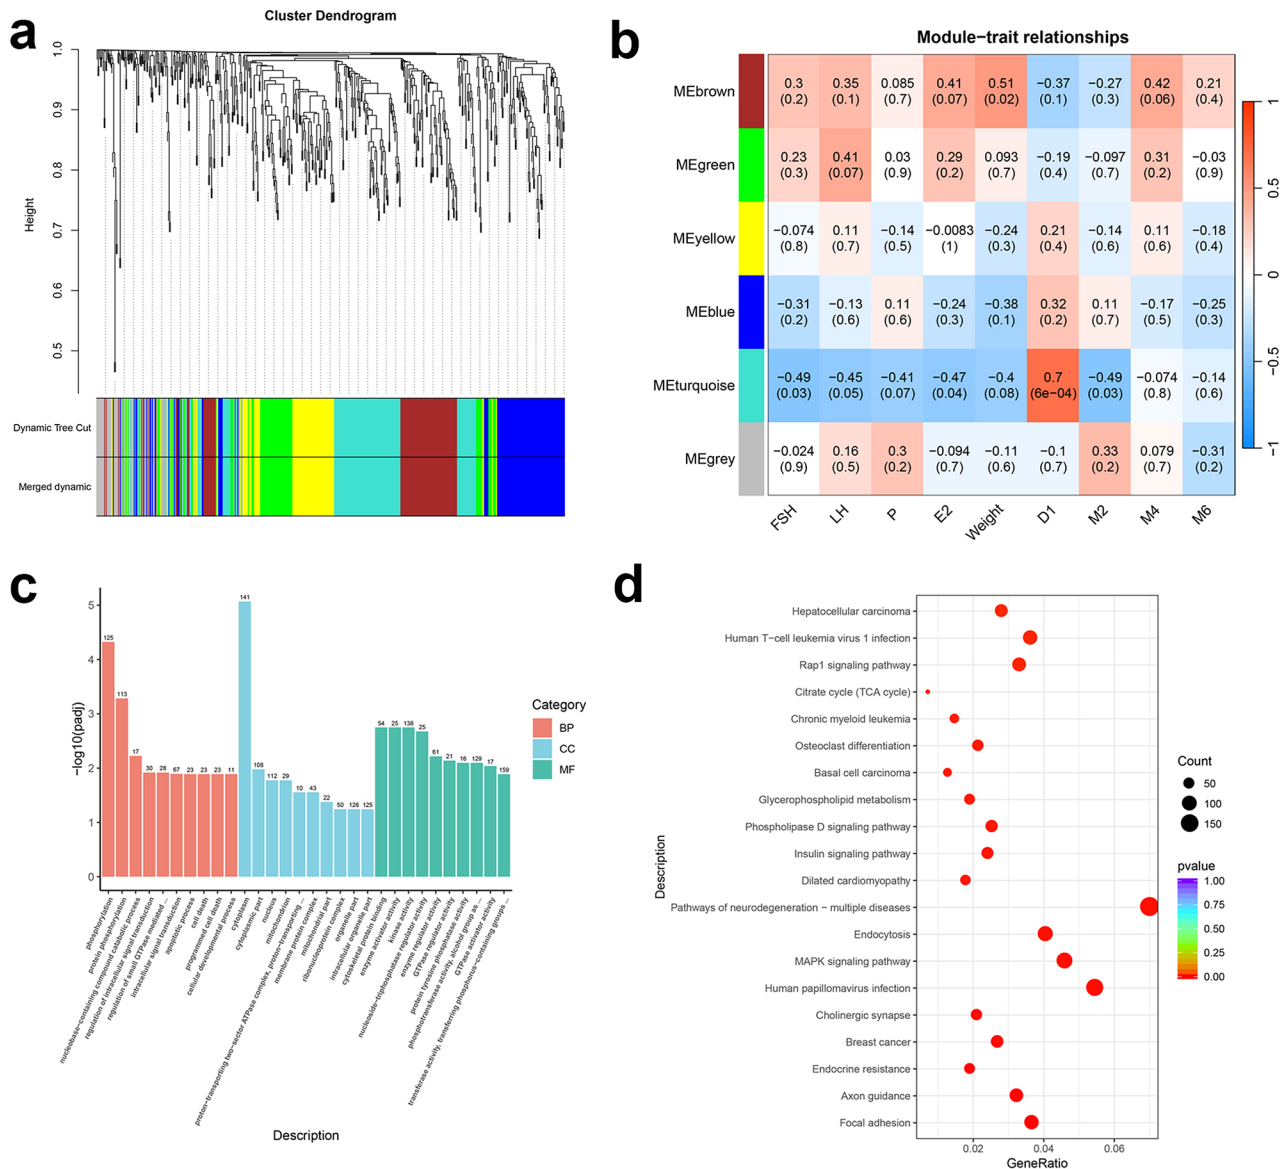 a
Cluster Dendrogram
Height
1.0
0.9
0.8
0.7
0.6
0.5
Dynamic Tree Cut
Merged dynamic
b
Module−trait relationships
MEbrown
0.3 0.35 0.085 0.41 0.51 −0.37 −0.27 0.42 0.21
(0.2) (0.1) (0.7) (0.07) (0.02) (0.1) (0.3) (0.06) (0.4)
MEgreen
0.23 0.41 0.03 0.29 0.093 −0.19 −0.097 0.31 −0.03
(0.3) (0.07) (0.9) (0.2) (0.7) (0.4) (0.7) (0.2) (0.9)
MEyellow
−0.074 0.11 −0.14 −0.0083 −0.24 0.21 −0.14 0.11 −0.18
(0.8) (0.7) (0.5) (1) (0.3) (0.4) (0.6) (0.6) (0.4)
MEblue
−0.31 −0.13 0.11 −0.24 −0.38 0.32 0.11 −0.17 −0.25
(0.2) (0.6) (0.6) (0.3) (0.1) (0.2) (0.7) (0.5) (0.3)
MEturquoise
−0.49 −0.45 −0.41 −0.47 −0.4 0.7 −0.49 −0.074 −0.14
(0.03) (0.05) (0.07) (0.04) (0.08) (6e−04) (0.03) (0.8) (0.6)
MEgrey
−0.024 0.16 0.3 −0.094 −0.11 −0.1 0.33 0.079 −0.31
(0.9) (0.5) (0.2) (0.7) (0.6) (0.7) (0.2) (0.7) (0.2)
FSH LH P E2 Weight D1 M2 M4 M6
1
0.5
0
−0.5
−1
c
−log10(padj)
5
4
3
2
1
0
125 113 17 30 28 67 23 23 23 11 141 108 112 29 10 43 22 50 126 125 54 25 138 25 61 21 16 129 17 159
phosphorylation
protein phosphorylation
nucleobase−containing compound catabolic process
regulation of intracellular signal transduction
regulation of small GTPase mediated ...
intracellular signal transduction
apoptotic process
cell death
programmed cell death
cellular developmental process
cytoplasm
cytoplasmic part
nucleus
mitochondrion
proton−transporting two−sector ATPase complex, proton−transporting ...
membrane protein complex
mitochondrial part
ribonucleoprotein complex
organelle part
intracellular organelle part
cytoskeletal protein binding
enzyme activator activity
kinase activity
nucleoside−triphosphatase regulator activity
enzyme regulator activity
GTPase regulator activity
protein tyrosine phosphatase activity
phosphotransferase activity, alcohol group as ...
GTPase activator activity
transferase activity, transferring phosphorus−containing groups ...
Description
Category
BP
CC
MF
d
Description
Hepatocellular carcinoma
Human T−cell leukemia virus 1 infection
Rap1 signaling pathway
Citrate cycle (TCA cycle)
Chronic myeloid leukemia
Osteoclast differentiation
Basal cell carcinoma
Glycerophospholipid metabolism
Phospholipase D signaling pathway
Insulin signaling pathway
Dilated cardiomyopathy
Pathways of neurodegeneration − multiple diseases
Endocytosis
MAPK signaling pathway
Human papillomavirus infection
Cholinergic synapse
Breast cancer
Endocrine resistance
Axon guidance
Focal adhesion
0.02 0.04 0.06
GeneRatio
Count
50
100
150
pvalue
1.00
0.75
0.50
0.25
0.00